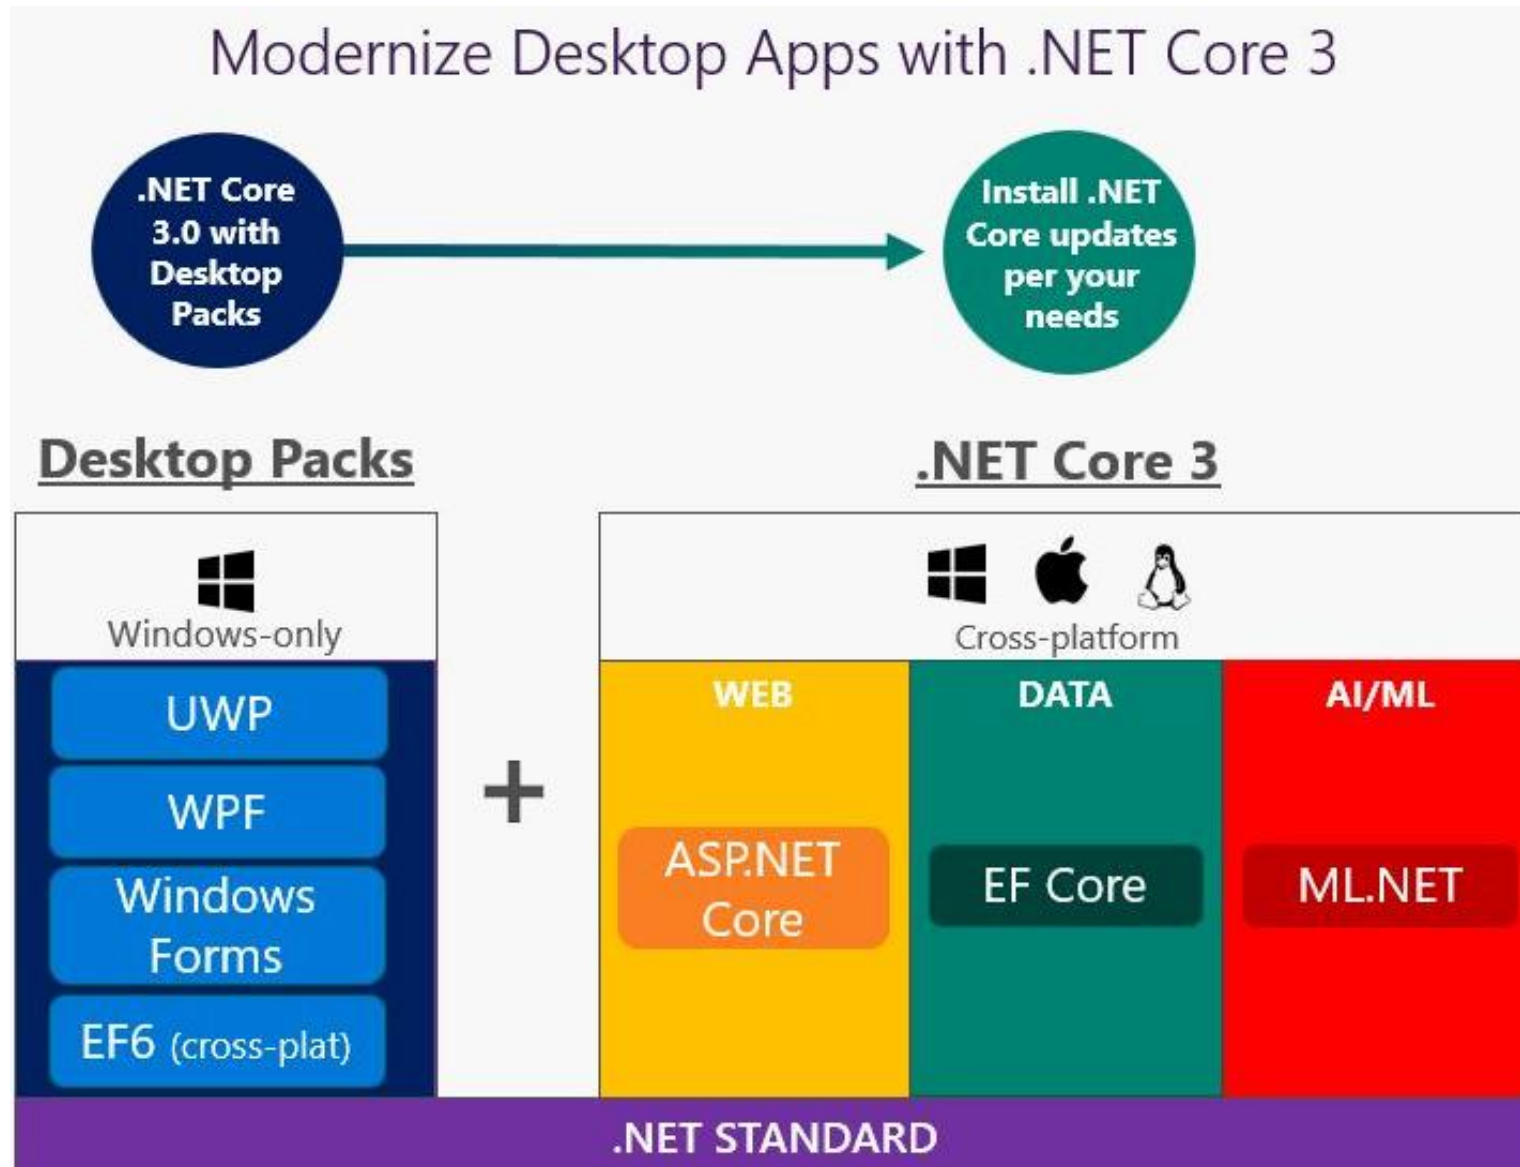 Modernize Desktop Apps with .NET Core 3
.NET Core
3.0 with
Desktop
Packs
Install .NET
Core updates
per your
needs
Desktop Packs
.NET Core 3
Windows-only
Cross-platform
UWP
WPF
Windows
Forms
EF6 (cross-plat)
+
WEB
ASP.NET
Core
DATA
EF Core
AI/ML
ML.NET
.NET STANDARD